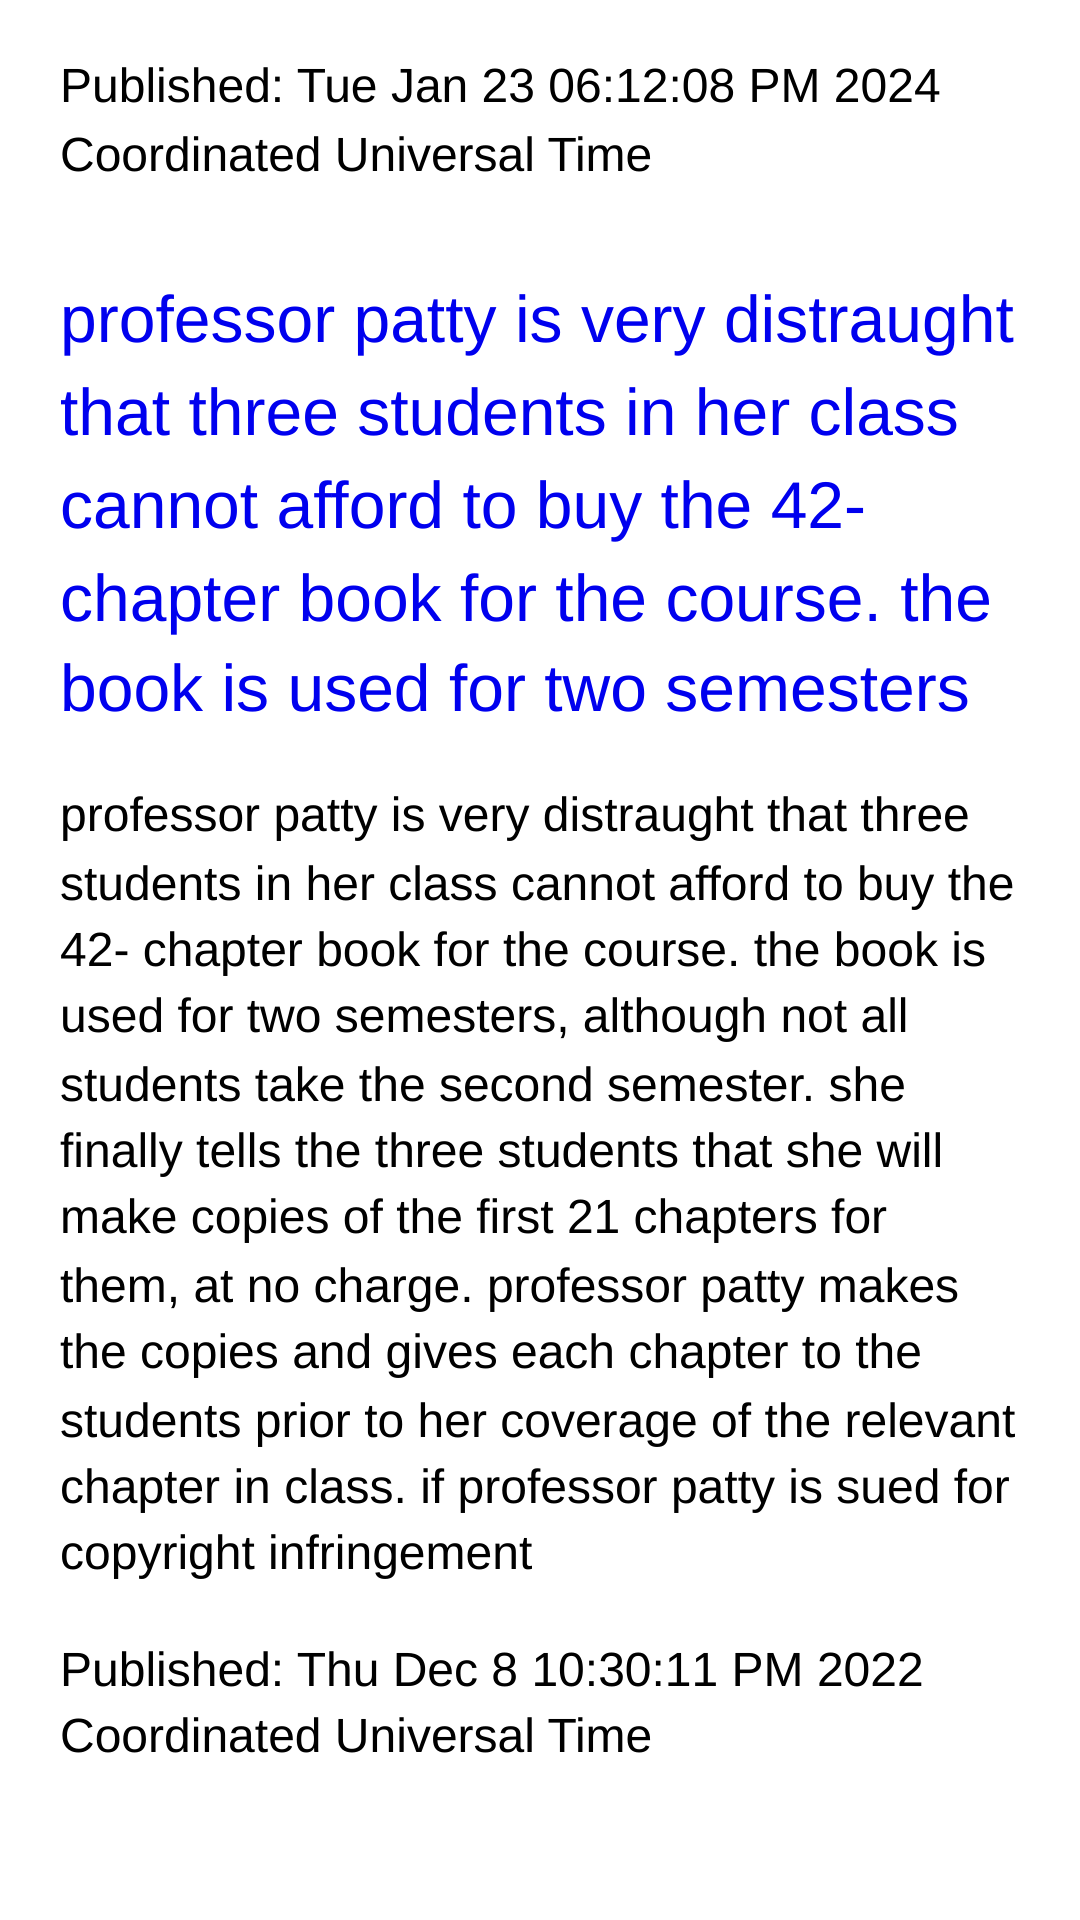 Published: Tue Jan 23 06:12:08 PM 2024
Coordinated Universal Time
professor patty is very distraught
that three students in her class
cannot afford to buy the 42-
chapter book for the course. the
book is used for two semesters
professor patty is very distraught that three
students in her class cannot afford to buy the
42- chapter book for the course. the book is
used for two semesters, although not all
students take the second semester. she
finally tells the three students that she will
make copies of the first 21 chapters for
them, at no charge. professor patty makes
the copies and gives each chapter to the
students prior to her coverage of the relevant
chapter in class. if professor patty is sued for
copyright infringement
Published: Thu Dec 8 10:30:11 PM 2022
Coordinated Universal Time